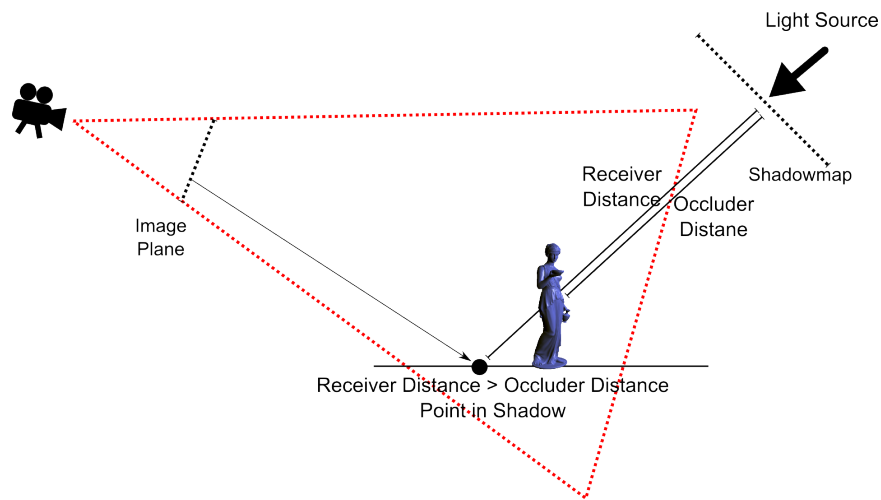 Light Source
Shadowmap
Receiver
Distance
Occluder
Distane
Image
Plane
Receiver Distance > Occluder Distance
Point in Shadow